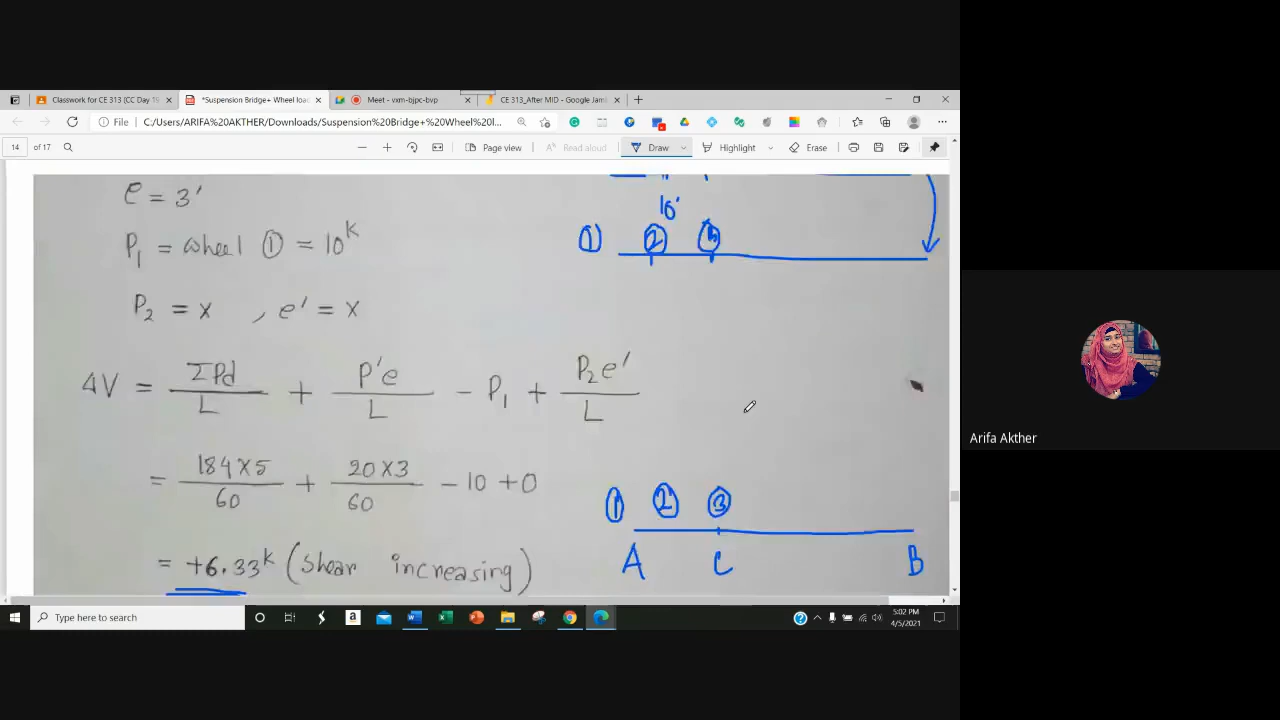 Classwork for CE 313 (CC Day 19
*Suspension Bridge+ Wheel loa
Meet - vxm-bjpc-bvp
CE 313_After MID - Google Jam
File
C:/Users/ARIFA%20AKTHER/Downloads/Suspension%20Bridge+%20Wheel%20l...
14 of 17
Page view
Read aloud
Draw
Highlight
Erase
e = 3'
P₁ = wheel ① = 10ᵏ
P₂ = x , e' = x
ΔV = ΣPd/L + P'e/L - P₁ + P₂e'/L
= 184×5/60 + 20×3/60 - 10 + 0
= +6.33ᵏ (Shear increasing)
10'
① ② ③
① ② ③
A C B
Arifa Akther
Type here to search
5:02 PM
4/5/2021